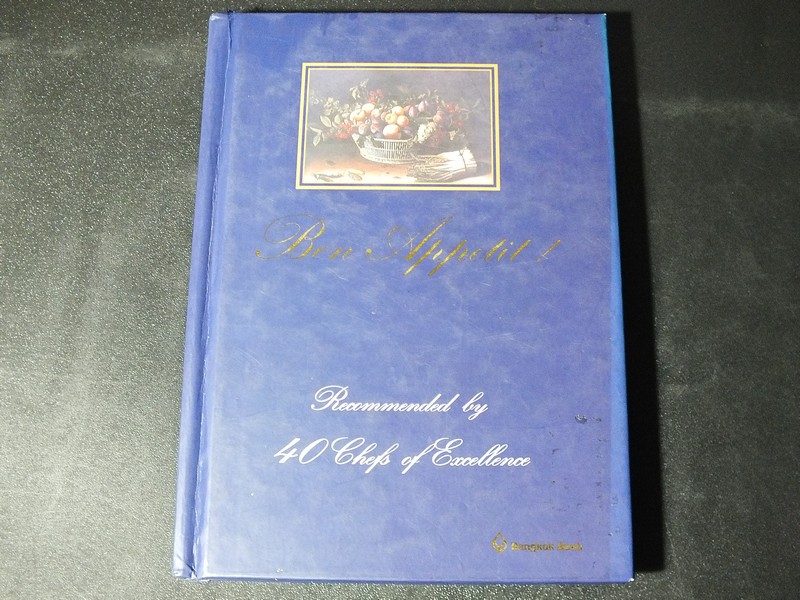 Bon Appetit !
Recommended by
40 Chefs of Excellence
Bangkok Bank